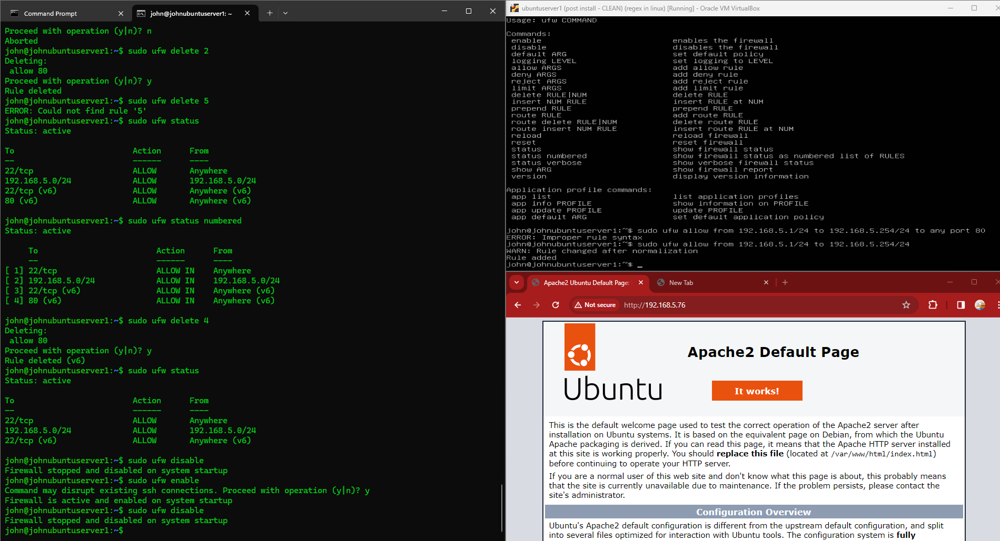 Command Prompt
john@johnubuntuserver1: ~
Proceed with operation (y|n)? n
Aborted
john@johnubuntuserver1:~$ sudo ufw delete 2
Deleting:
 allow 80
Proceed with operation (y|n)? y
Rule deleted
john@johnubuntuserver1:~$ sudo ufw delete 5
ERROR: Could not find rule '5'
john@johnubuntuserver1:~$ sudo ufw status
Status: active
To                         Action      From
--                         ------      ----
22/tcp                     ALLOW       Anywhere
192.168.5.0/24             ALLOW       192.168.5.0/24
22/tcp (v6)                ALLOW       Anywhere (v6)
80 (v6)                    ALLOW       Anywhere (v6)
john@johnubuntuserver1:~$ sudo ufw status numbered
Status: active
     To                         Action      From
     --                         ------      ----
[ 1] 22/tcp                     ALLOW IN    Anywhere
[ 2] 192.168.5.0/24             ALLOW IN    192.168.5.0/24
[ 3] 22/tcp (v6)                ALLOW IN    Anywhere (v6)
[ 4] 80 (v6)                    ALLOW IN    Anywhere (v6)
john@johnubuntuserver1:~$ sudo ufw delete 4
Deleting:
 allow 80
Proceed with operation (y|n)? y
Rule deleted (v6)
john@johnubuntuserver1:~$ sudo ufw status
Status: active
To                         Action      From
--                         ------      ----
22/tcp                     ALLOW       Anywhere
192.168.5.0/24             ALLOW       192.168.5.0/24
22/tcp (v6)                ALLOW       Anywhere (v6)
john@johnubuntuserver1:~$ sudo ufw disable
Firewall stopped and disabled on system startup
john@johnubuntuserver1:~$ sudo ufw enable
Command may disrupt existing ssh connections. Proceed with operation (y|n)? y
Firewall is active and enabled on system startup
john@johnubuntuserver1:~$ sudo ufw disable
Firewall stopped and disabled on system startup
john@johnubuntuserver1:~$
ubuntuserver1 (post install - CLEAN) (regex in linux) [Running] - Oracle VM VirtualBox
Usage: ufw COMMAND
Commands:
 enable                          enables the firewall
 disable                         disables the firewall
 default ARG                     set default policy
 logging LEVEL                   set logging to LEVEL
 allow ARGS                      add allow rule
 deny ARGS                       add deny rule
 reject ARGS                     add reject rule
 limit ARGS                      add limit rule
 delete RULE|NUM                 delete RULE
 insert NUM RULE                 insert RULE at NUM
 prepend RULE                    prepend RULE
 route RULE                      add route RULE
 route delete RULE|NUM           delete route RULE
 route insert NUM RULE           insert route RULE at NUM
 reload                          reload firewall
 reset                           reset firewall
 status                          show firewall status
 status numbered                 show firewall status as numbered list of RULES
 status verbose                  show verbose firewall status
 show ARG                        show firewall report
 version                         display version information
Application profile commands:
 app list                        list application profiles
 app info PROFILE                show information on PROFILE
 app update PROFILE              update PROFILE
 app default ARG                 set default application policy
john@johnubuntuserver1:~$ sudo ufw allow from 192.168.5.1/24 to 192.168.5.254/24 to any port 80
ERROR: Improper rule syntax
john@johnubuntuserver1:~$ sudo ufw allow from 192.168.5.1/24 to 192.168.5.254/24
WARN: Rule changed after normalization
Rule added
john@johnubuntuserver1:~$ _
Apache2 Ubuntu Default Page:
New Tab
Not secure
http://192.168.5.76
Ubuntu
Apache2 Default Page
It works!
This is the default welcome page used to test the correct operation of the Apache2 server after
installation on Ubuntu systems. It is based on the equivalent page on Debian, from which the Ubuntu
Apache packaging is derived. If you can read this page, it means that the Apache HTTP server installed
at this site is working properly. You should replace this file (located at /var/www/html/index.html)
before continuing to operate your HTTP server.
If you are a normal user of this web site and don't know what this page is about, this probably means
that the site is currently unavailable due to maintenance. If the problem persists, please contact the
site's administrator.
Configuration Overview
Ubuntu's Apache2 default configuration is different from the upstream default configuration, and split
into several files optimized for interaction with Ubuntu tools. The configuration system is fully